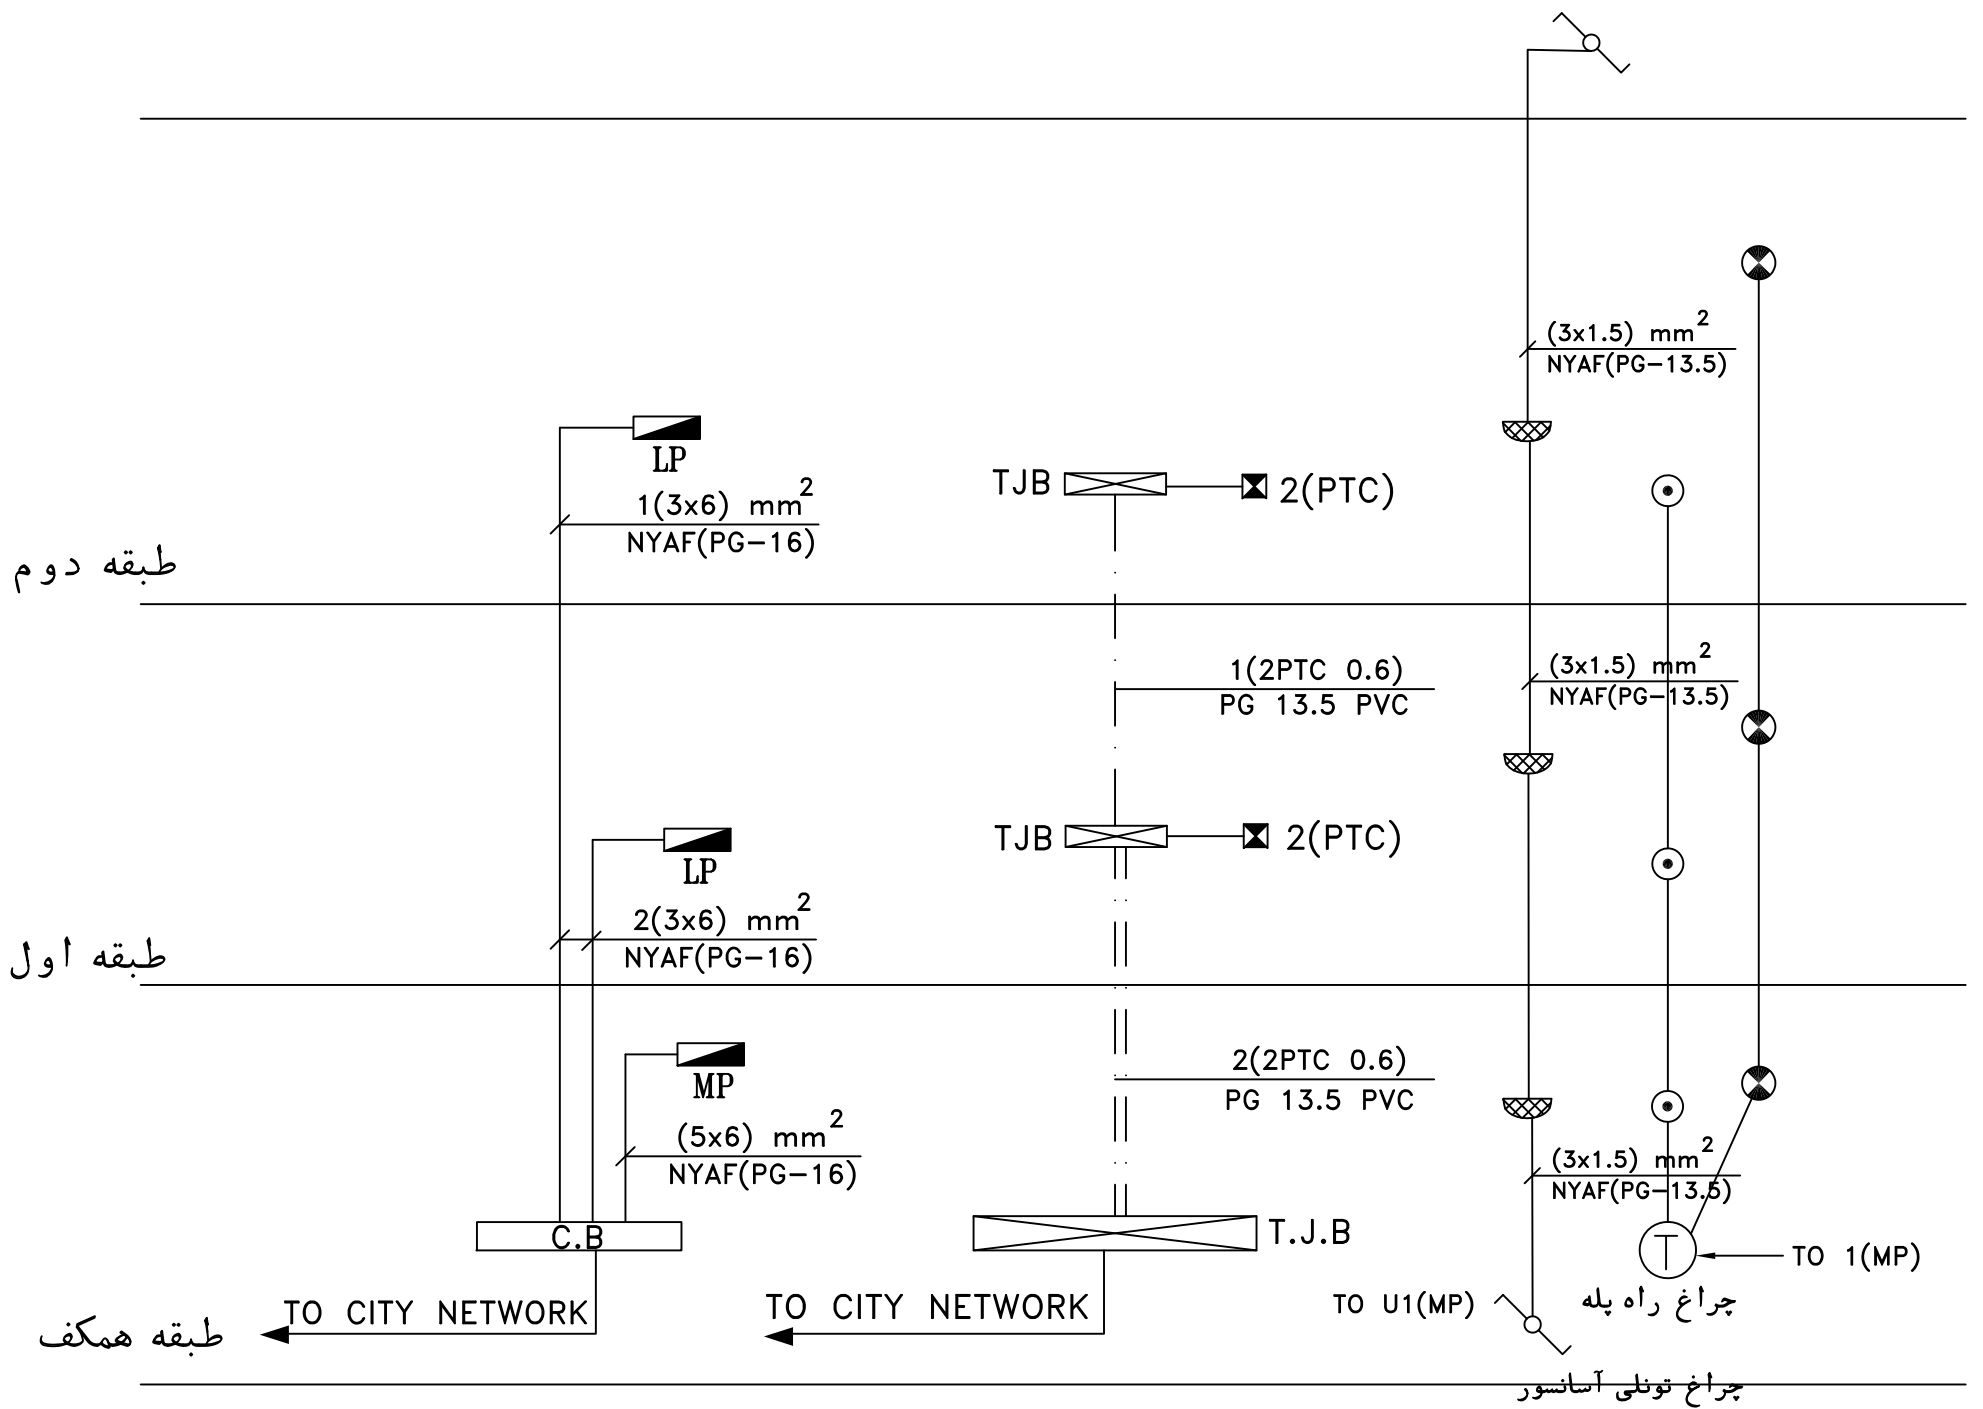 (3x1.5) mm²
NYAF(PG-13.5)
LP
1(3x6) mm²
NYAF(PG-16)
TJB
2(PTC)
طبقه دوم
1(2PTC 0.6)
PG 13.5 PVC
(3x1.5) mm²
NYAF(PG-13.5)
LP
2(3x6) mm²
NYAF(PG-16)
TJB
2(PTC)
طبقه اول
MP
(5x6) mm²
NYAF(PG-16)
2(2PTC 0.6)
PG 13.5 PVC
(3x1.5) mm²
NYAF(PG-13.5)
C.B
T.J.B
T
TO 1(MP)
TO CITY NETWORK
TO CITY NETWORK
TO U1(MP)
چراغ راه پله
طبقه همکف
چراغ تونلی آسانسور